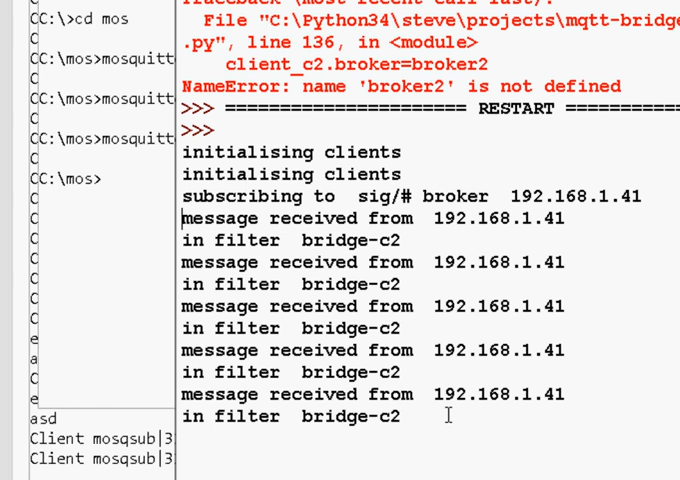 C:\>cd mos
C:\mos>mosquitt
C:\mos>mosquitt
C:\mos>mosquitt
C:\mos>
asd
Client mosqsub|3
Client mosqsub|3
File "C:\Python34\steve\projects\mqtt-bridge
.py", line 136, in <module>
client_c2.broker=broker2
NameError: name 'broker2' is not defined
>>> ====================== RESTART ===========
>>>
initialising clients
initialising clients
subscribing to  sig/# broker  192.168.1.41
message received from  192.168.1.41
in filter  bridge-c2
message received from  192.168.1.41
in filter  bridge-c2
message received from  192.168.1.41
in filter  bridge-c2
message received from  192.168.1.41
in filter  bridge-c2
message received from  192.168.1.41
in filter  bridge-c2